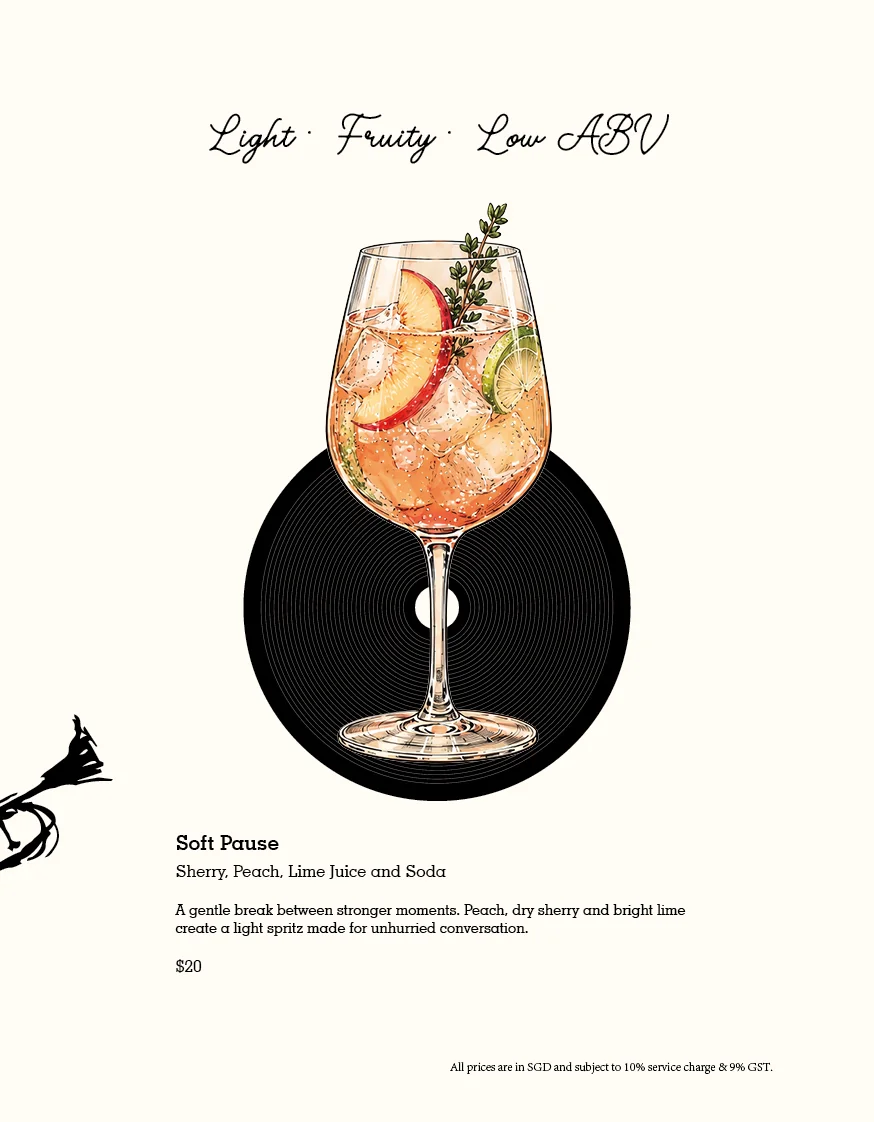 Light · Fruity · Low ABV
Soft Pause
Sherry, Peach, Lime Juice and Soda
A gentle break between stronger moments. Peach, dry sherry and bright lime
create a light spritz made for unhurried conversation.
$20
All prices are in SGD and subject to 10% service charge & 9% GST.